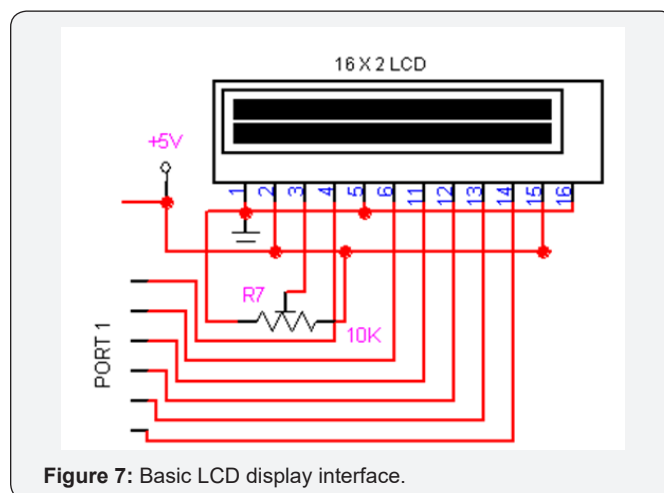 16 X 2 LCD
+5V
1 2 3 4 5 6 11 12 13 14 15 16
R7
10K
PORT 1
Figure 7: Basic LCD display interface.